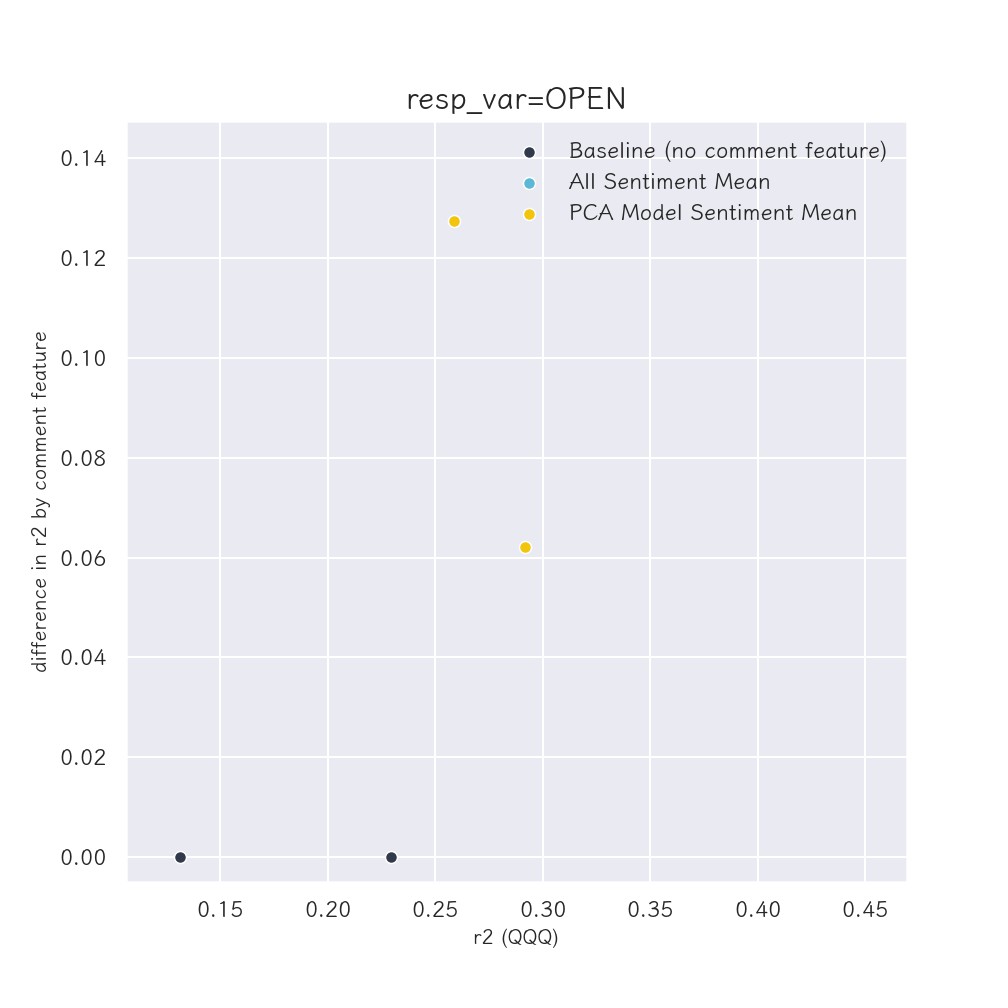 resp_var=OPEN
Baseline (no comment feature)
All Sentiment Mean
PCA Model Sentiment Mean
difference in r2 by comment feature
0.14
0.12
0.10
0.08
0.06
0.04
0.02
0.00
0.15 0.20 0.25 0.30 0.35 0.40 0.45
r2 (QQQ)